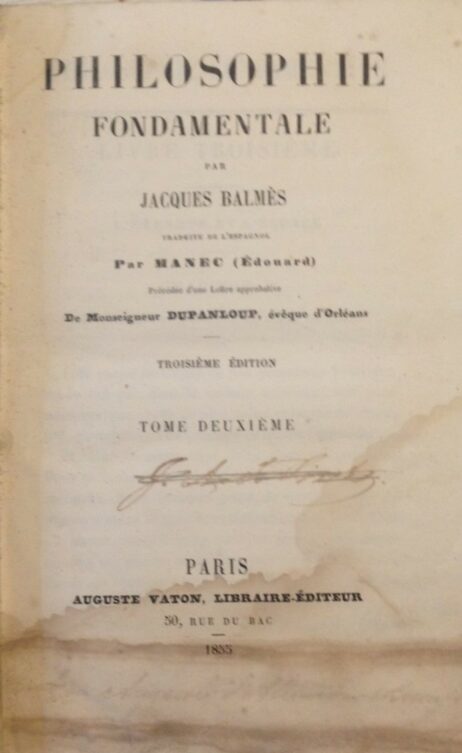 PHILOSOPHIE
FONDAMENTALE
PAR
JACQUES BALMÈS
TRADUITE DE L'ESPAGNOL
Par MANEC (Édouard)
Précédée d'une Lettre approbative
De Monseigneur DUPANLOUP, évêque d'Orléans
TROISIÈME ÉDITION
TOME DEUXIÈME
PARIS
AUGUSTE VATON, LIBRAIRE-ÉDITEUR
50, RUE DU BAC
1855